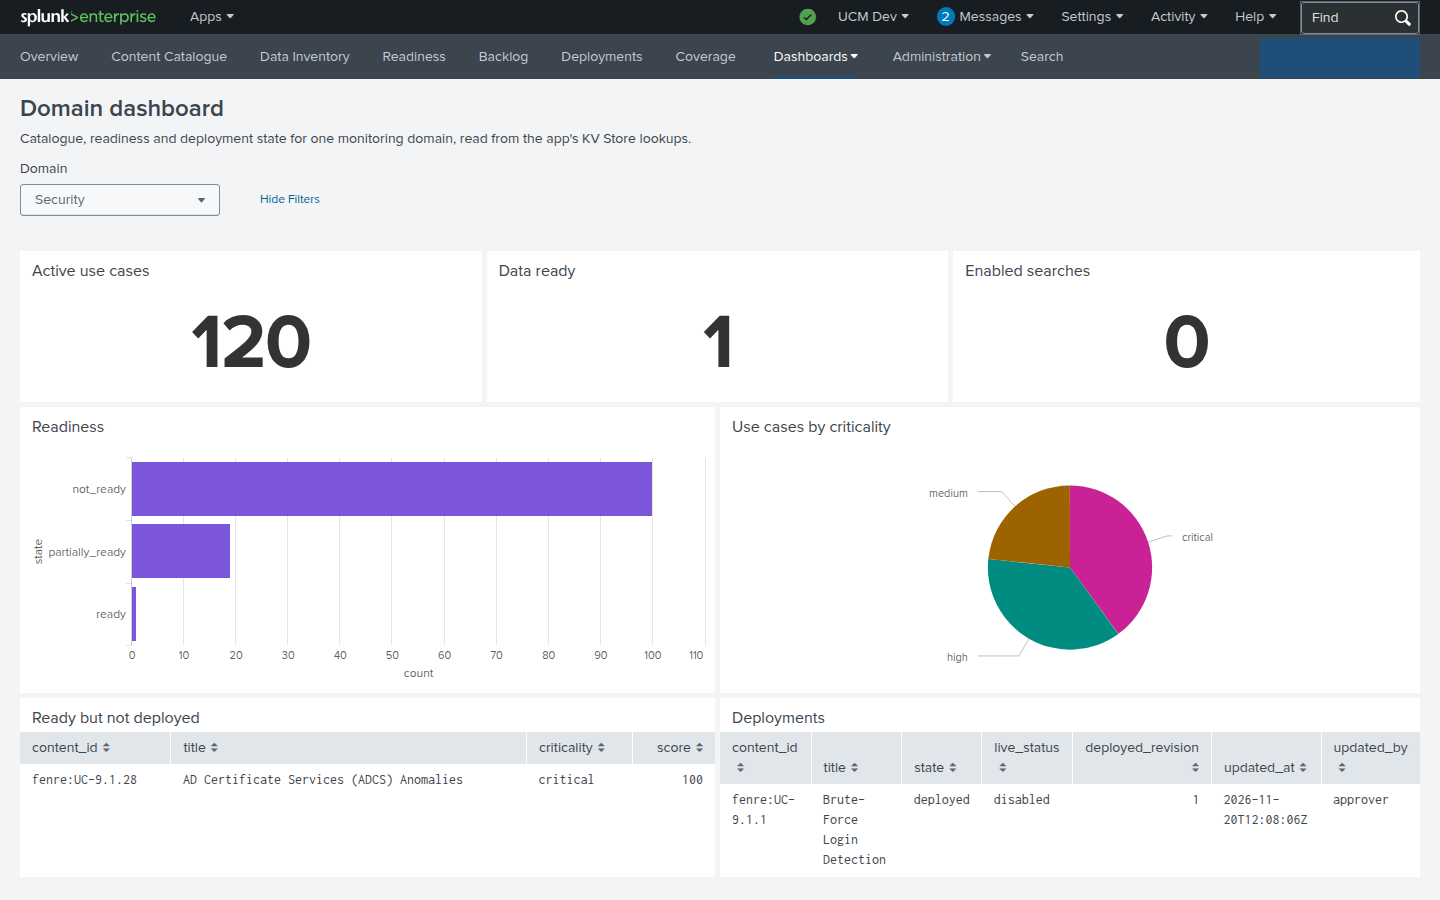 splunk>enterprise Apps UCM Dev 2 Messages Settings Activity Help Find
Overview Content Catalogue Data Inventory Readiness Backlog Deployments Coverage Dashboards Administration Search
Domain dashboard
Catalogue, readiness and deployment state for one monitoring domain, read from the app's KV Store lookups.
Domain
Security Hide Filters
Active use cases
120
Data ready
1
Enabled searches
0
Readiness
not_ready
partially_ready
ready
state
0 10 20 30 40 50 60 70 80 90 100 110
count
Use cases by criticality
medium
critical
high
Ready but not deployed
content_id title criticality score
fenre:UC-9.1.28 AD Certificate Services (ADCS) Anomalies critical 100
Deployments
content_id title state live_status deployed_revision updated_at updated_by
fenre:UC- Brute- deployed disabled 1 2026-11- approver
9.1.1 Force 20T12:08:06Z
Login
Detection